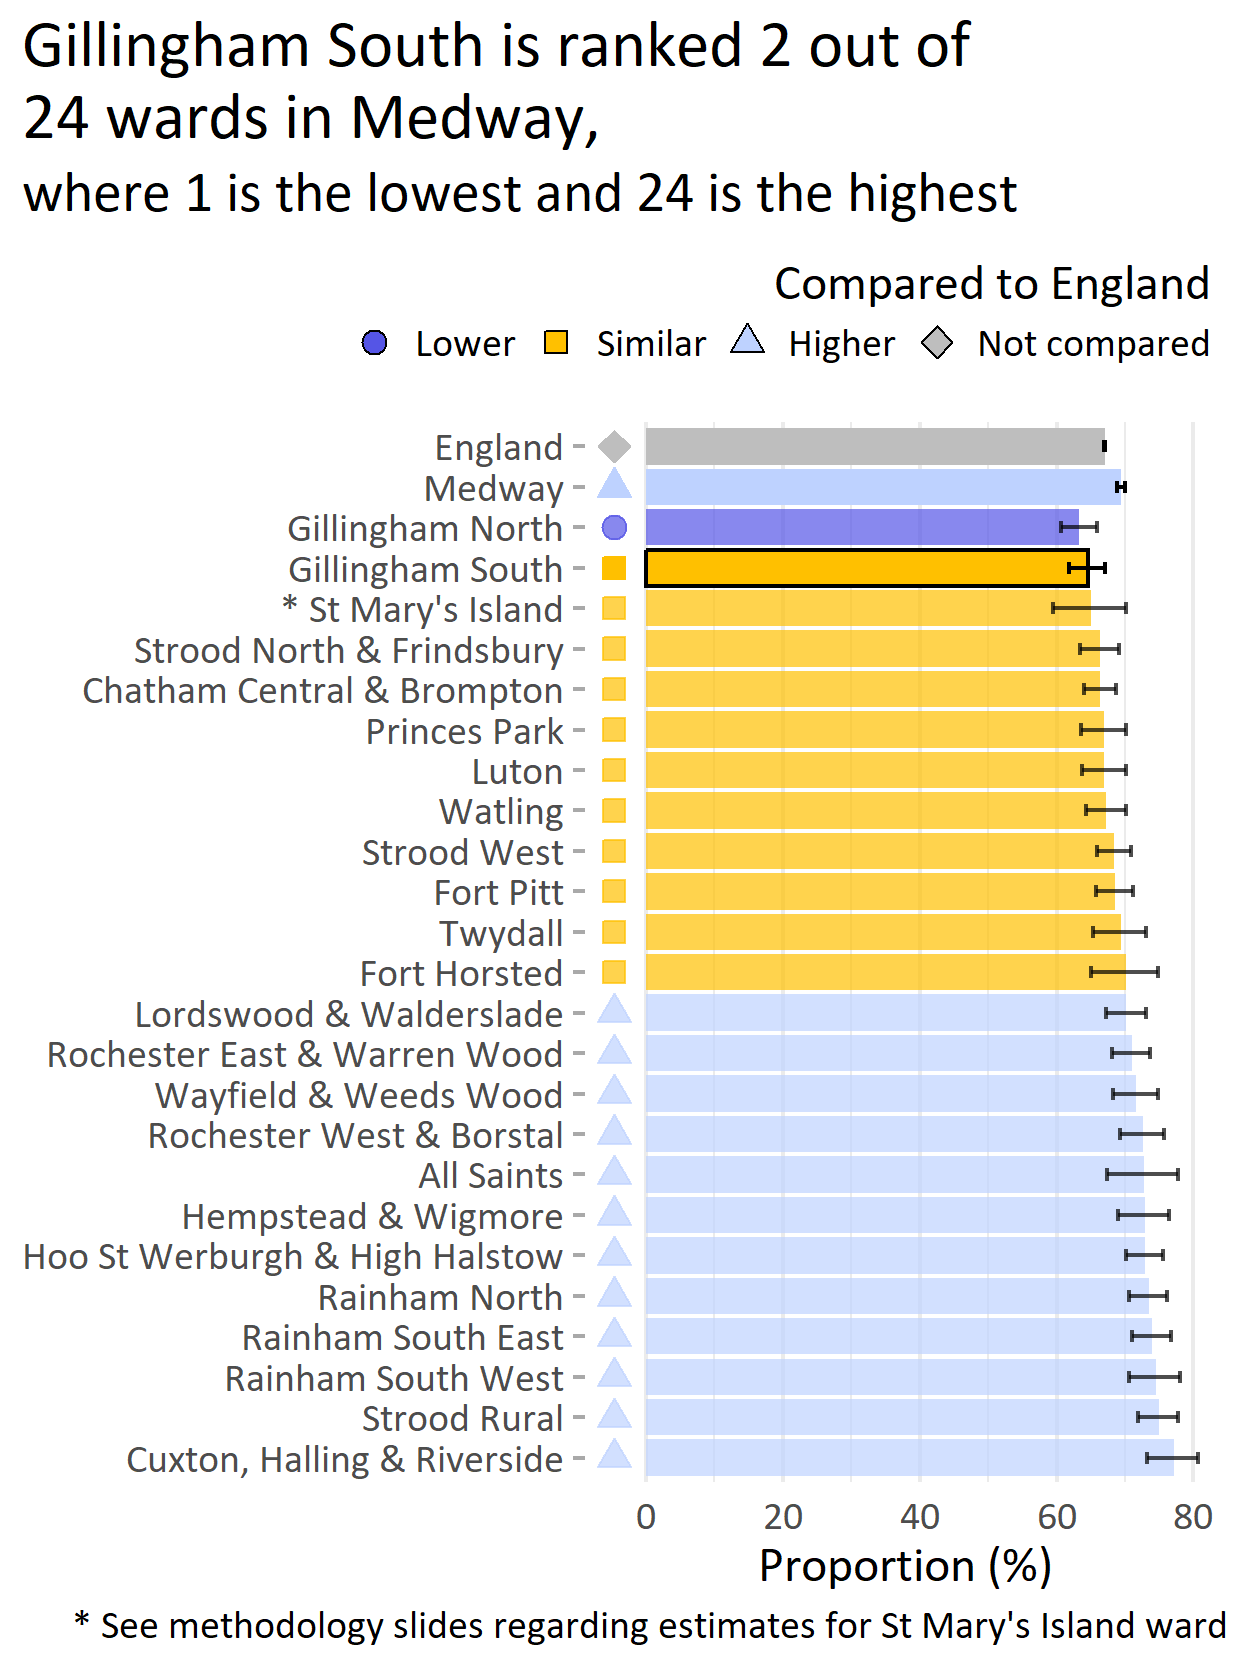 Gillingham South is ranked 2 out of
24 wards in Medway,
where 1 is the lowest and 24 is the highest
Compared to England
Lower Similar Higher Not compared
England
Medway
Gillingham North
Gillingham South
* St Mary's Island
Strood North & Frindsbury
Chatham Central & Brompton
Princes Park
Luton
Watling
Strood West
Fort Pitt
Twydall
Fort Horsted
Lordswood & Walderslade
Rochester East & Warren Wood
Wayfield & Weeds Wood
Rochester West & Borstal
All Saints
Hempstead & Wigmore
Hoo St Werburgh & High Halstow
Rainham North
Rainham South East
Rainham South West
Strood Rural
Cuxton, Halling & Riverside
0 20 40 60 80
Proportion (%)
* See methodology slides regarding estimates for St Mary's Island ward